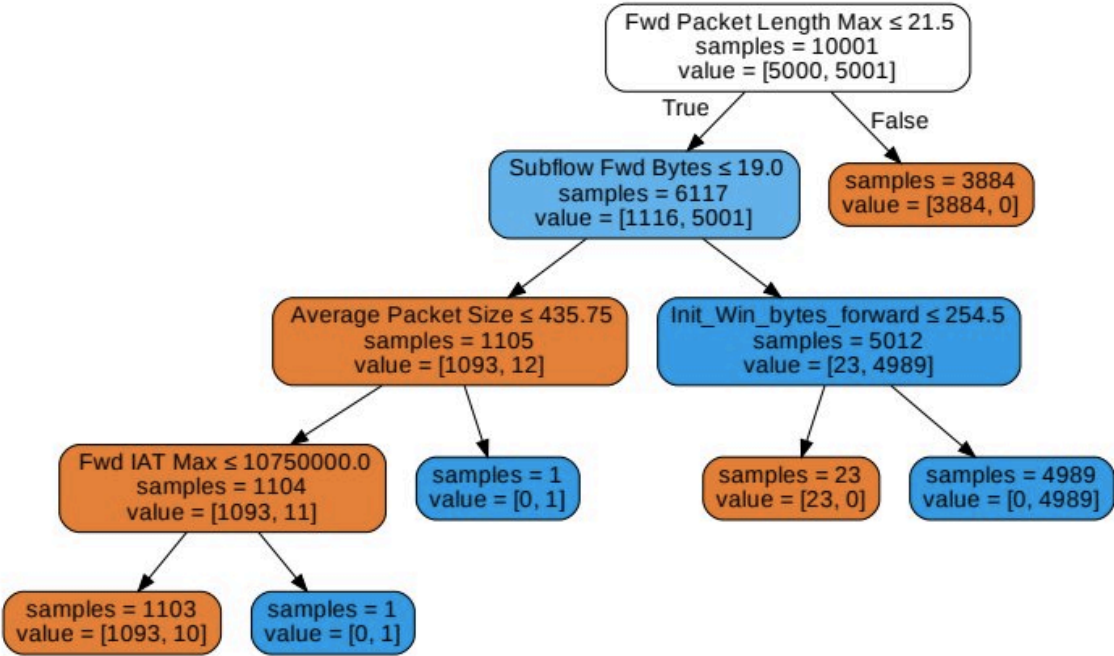 Fwd Packet Length Max ≤ 21.5
samples = 10001
value = [5000, 5001]
True
False
Subflow Fwd Bytes ≤ 19.0
samples = 6117
value = [1116, 5001]
samples = 3884
value = [3884, 0]
Average Packet Size ≤ 435.75
samples = 1105
value = [1093, 12]
Init_Win_bytes_forward ≤ 254.5
samples = 5012
value = [23, 4989]
Fwd IAT Max ≤ 10750000.0
samples = 1104
value = [1093, 11]
samples = 1
value = [0, 1]
samples = 23
value = [23, 0]
samples = 4989
value = [0, 4989]
samples = 1103
value = [1093, 10]
samples = 1
value = [0, 1]